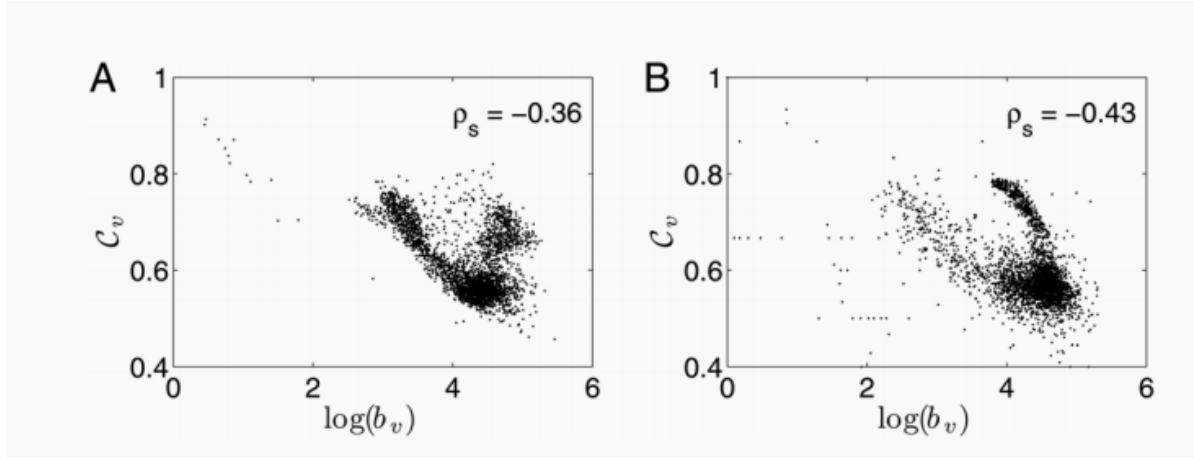 A
1
0.8
0.6
0.4
0
2
4
6
𝒞ᵥ
log(bᵥ)
ρₛ = −0.36
B
1
0.8
0.6
0.4
0
2
4
6
𝒞ᵥ
log(bᵥ)
ρₛ = −0.43